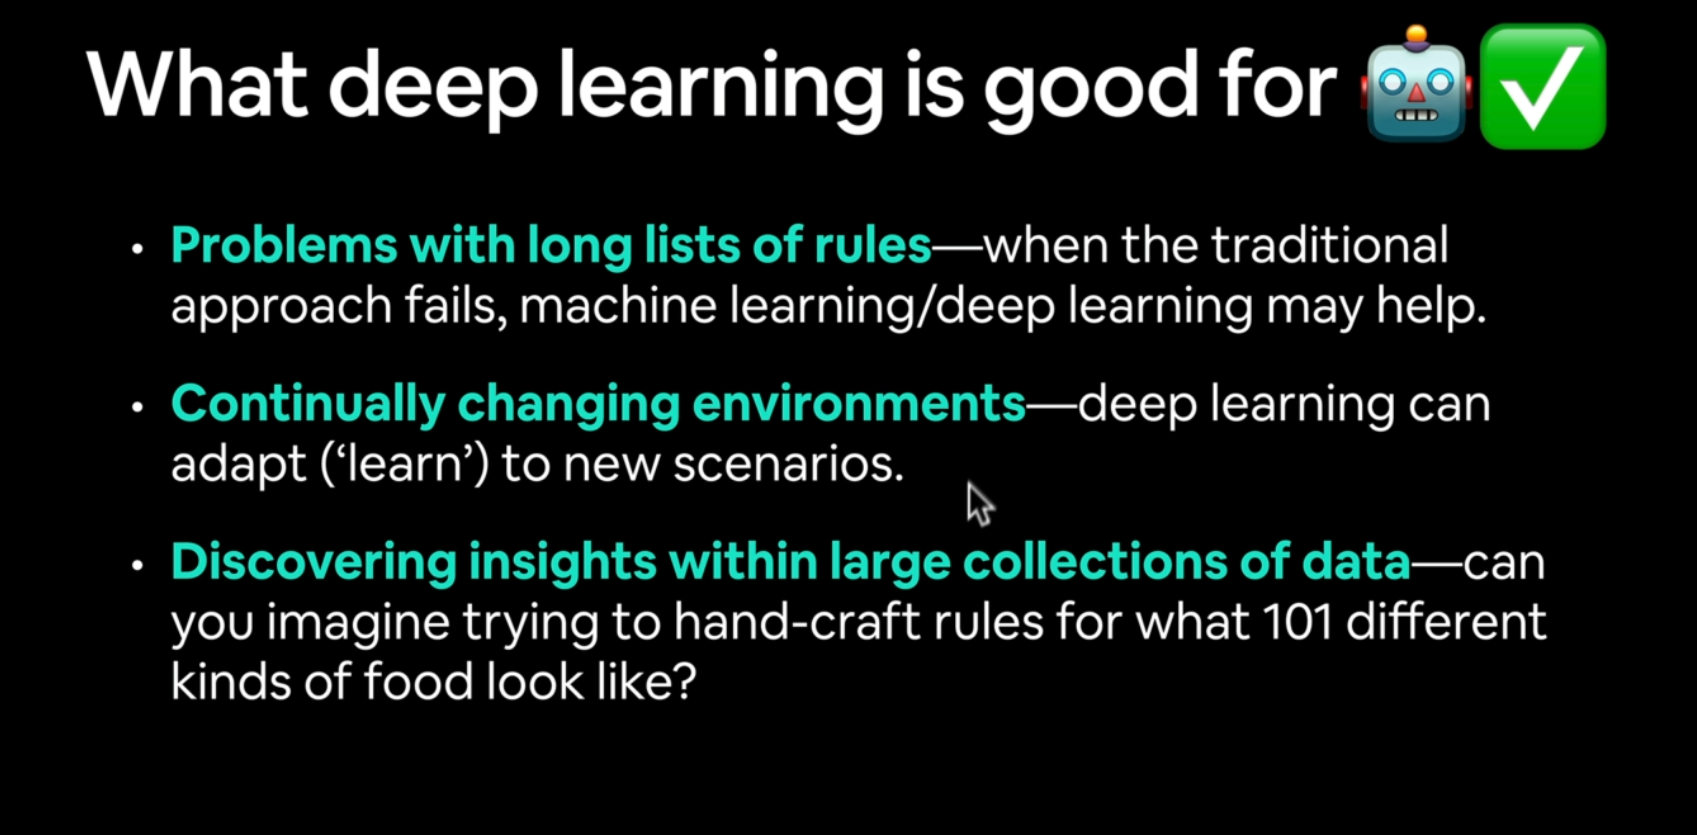 What deep learning is good for 🤖✅
• Problems with long lists of rules—when the traditional
approach fails, machine learning/deep learning may help.
• Continually changing environments—deep learning can
adapt (‘learn’) to new scenarios.
• Discovering insights within large collections of data—can
you imagine trying to hand-craft rules for what 101 different
kinds of food look like?